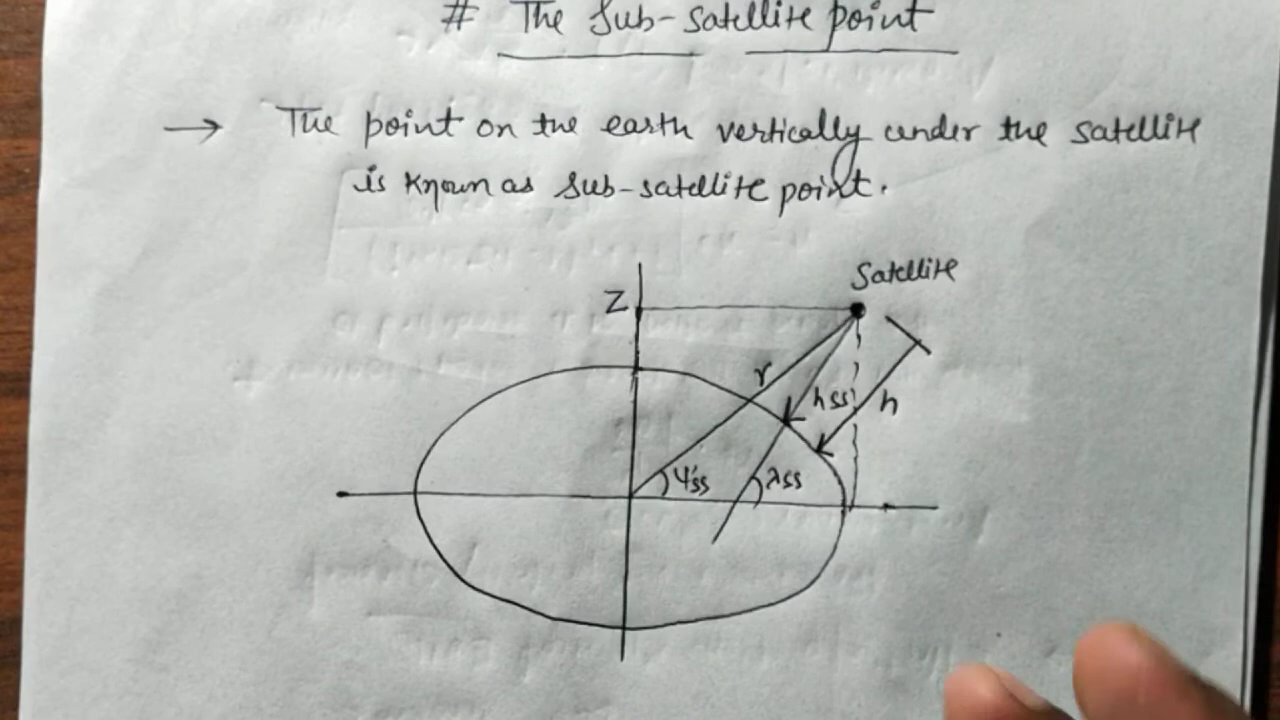 # The Sub-satellite point
→ The point on the earth vertically under the satellite
is known as sub-satellite point.
Satellite
Z
r
hss
h
Ψ'ss
λss